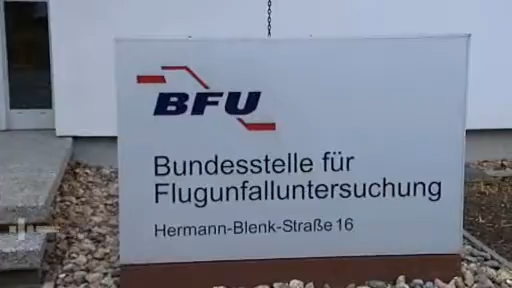 BFU
Bundesstelle für
Flugunfalluntersuchung
Hermann-Blenk-Straße 16